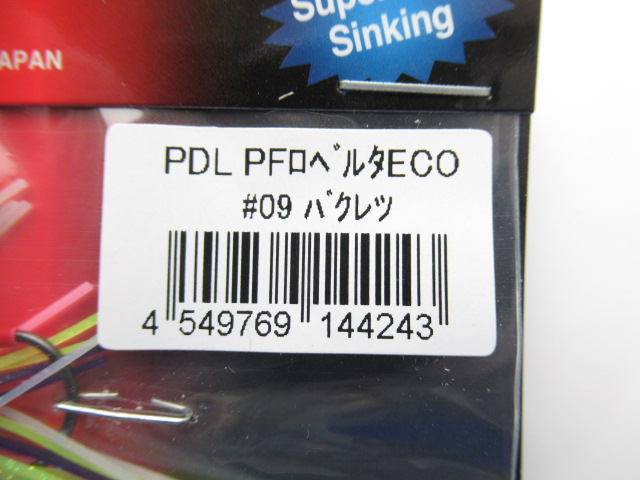 Super
Sinking
JAPAN
PDL PFﾛﾍﾞﾙﾀECO
#09 ﾊﾞｸﾚﾂ
4 549769 144243